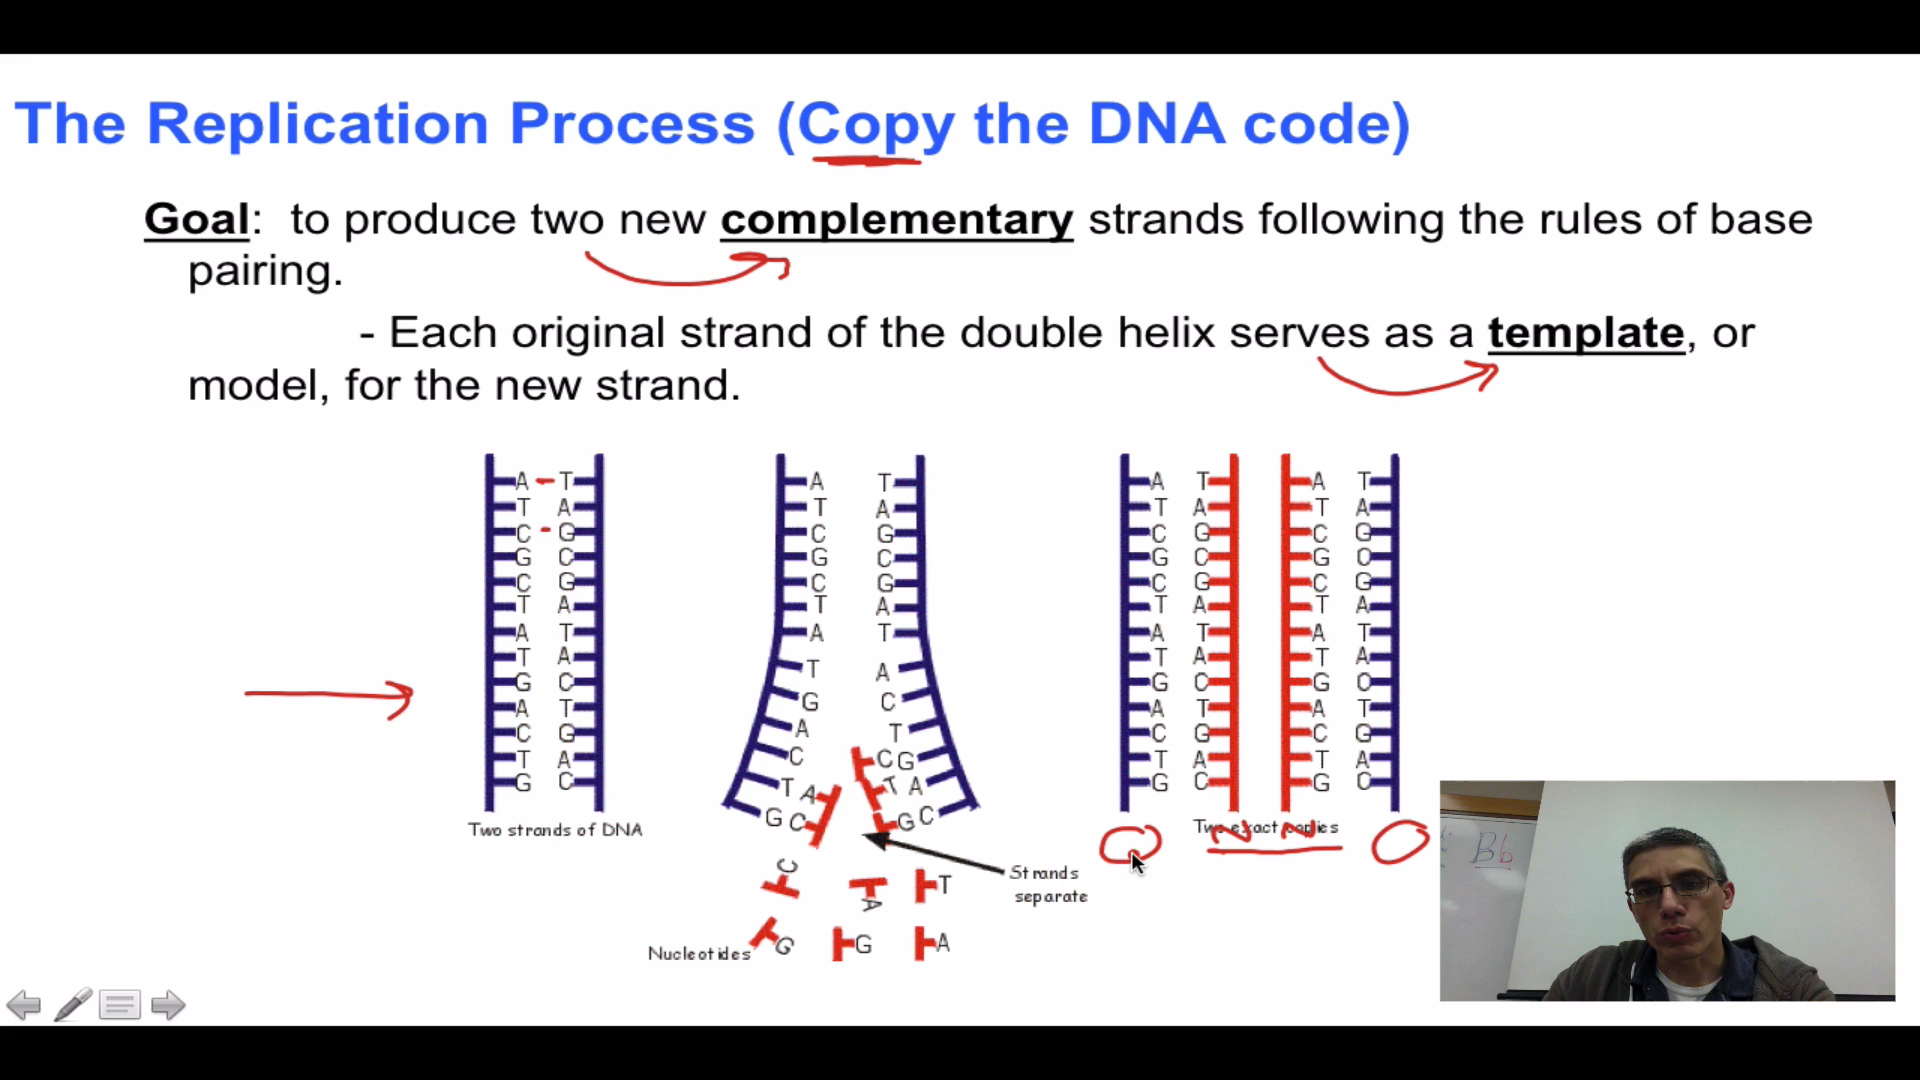 The Replication Process (Copy the DNA code)
Goal: to produce two new complementary strands following the rules of base
pairing.
- Each original strand of the double helix serves as a template, or
model, for the new strand.
A - T
T A
C - G
G C
C G
T A
A T
T A
G C
A T
C G
T A
G C
Two strands of DNA
A T
T A
C G
G C
C G
T A
A T
T A
G C
A T
C C G
T A T A
G C G C
Strands
separate
C A T
Nucleotides G G A
A T A T
T A T A
C G C G
G C G C
C G C G
T A T A
A T A T
T A T A
G C G C
A T A T
C G C G
T A T A
G C G C
Two exact copies
O N N O
Bb